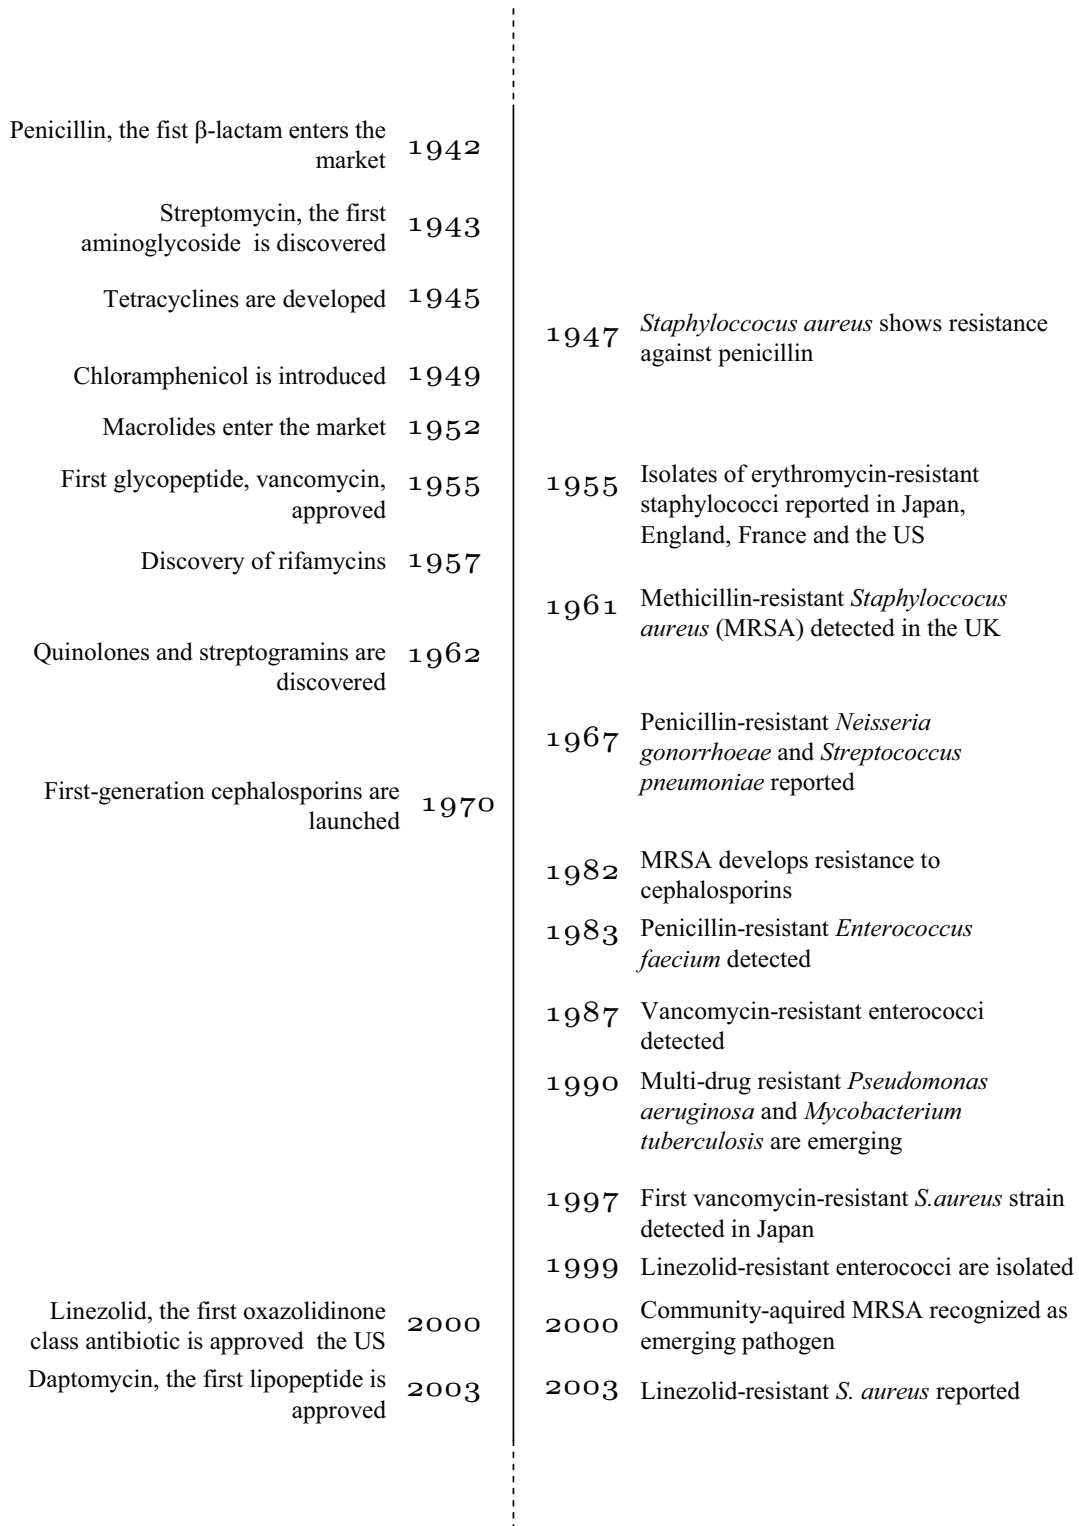 Penicillin, the fist β-lactam enters the
market
1942
Streptomycin, the first
aminoglycoside  is discovered
1943
Tetracyclines are developed
1945
1947
Staphyloccocus aureus shows resistance
against penicillin
Chloramphenicol is introduced
1949
Macrolides enter the market
1952
First glycopeptide, vancomycin,
approved
1955
1955
Isolates of erythromycin-resistant
staphylococci reported in Japan,
England, France and the US
Discovery of rifamycins
1957
1961
Methicillin-resistant Staphyloccocus
aureus (MRSA) detected in the UK
Quinolones and streptogramins are
discovered
1962
1967
Penicillin-resistant Neisseria
gonorrhoeae and Streptococcus
pneumoniae reported
First-generation cephalosporins are
launched
1970
1982
MRSA develops resistance to
cephalosporins
1983
Penicillin-resistant Enterococcus
faecium detected
1987
Vancomycin-resistant enterococci
detected
1990
Multi-drug resistant Pseudomonas
aeruginosa and Mycobacterium
tuberculosis are emerging
1997
First vancomycin-resistant S.aureus strain
detected in Japan
1999
Linezolid-resistant enterococci are isolated
Linezolid, the first oxazolidinone
class antibiotic is approved  the US
2000
2000
Community-aquired MRSA recognized as
emerging pathogen
Daptomycin, the first lipopeptide is
approved
2003
2003
Linezolid-resistant S. aureus reported